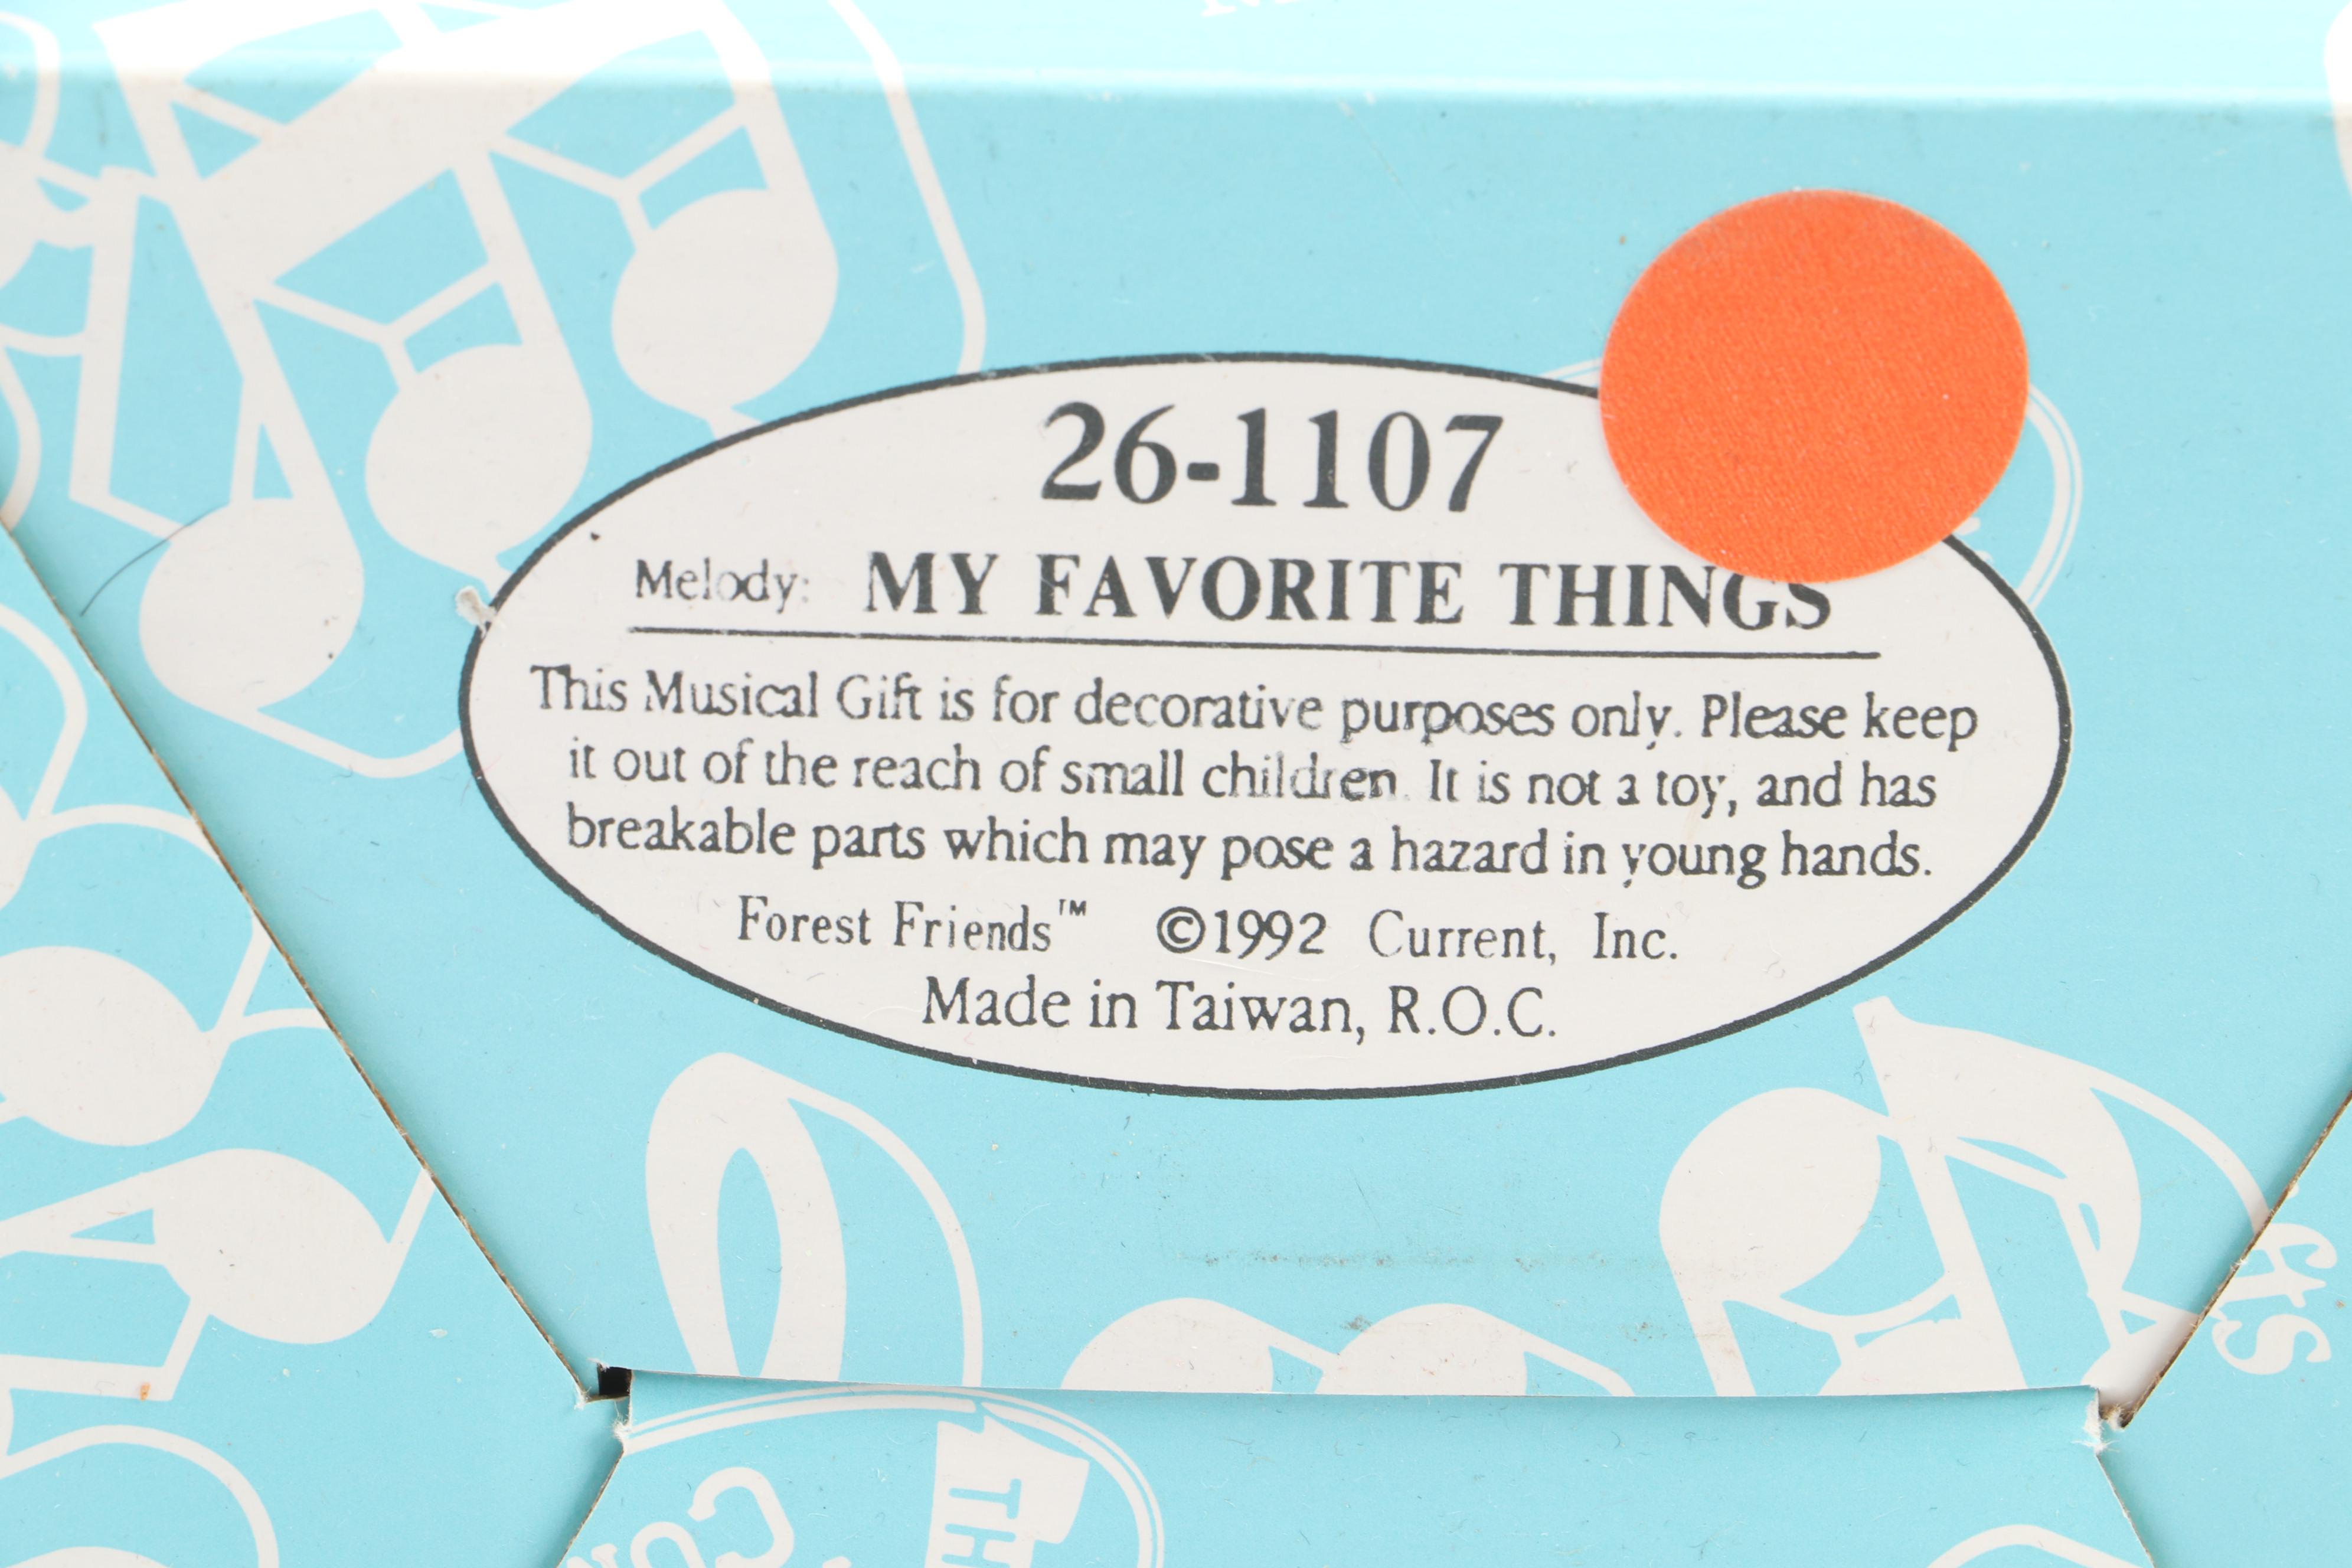 26-1107
Melody: MY FAVORITE THINGS
This Musical Gift is for decorative purposes only. Please keep
it out of the reach of small children. It is not a toy, and has
breakable parts which may pose a hazard in young hands.
Forest Friends™ ©1992 Current, Inc.
Made in Taiwan, R.O.C.
fts
TH